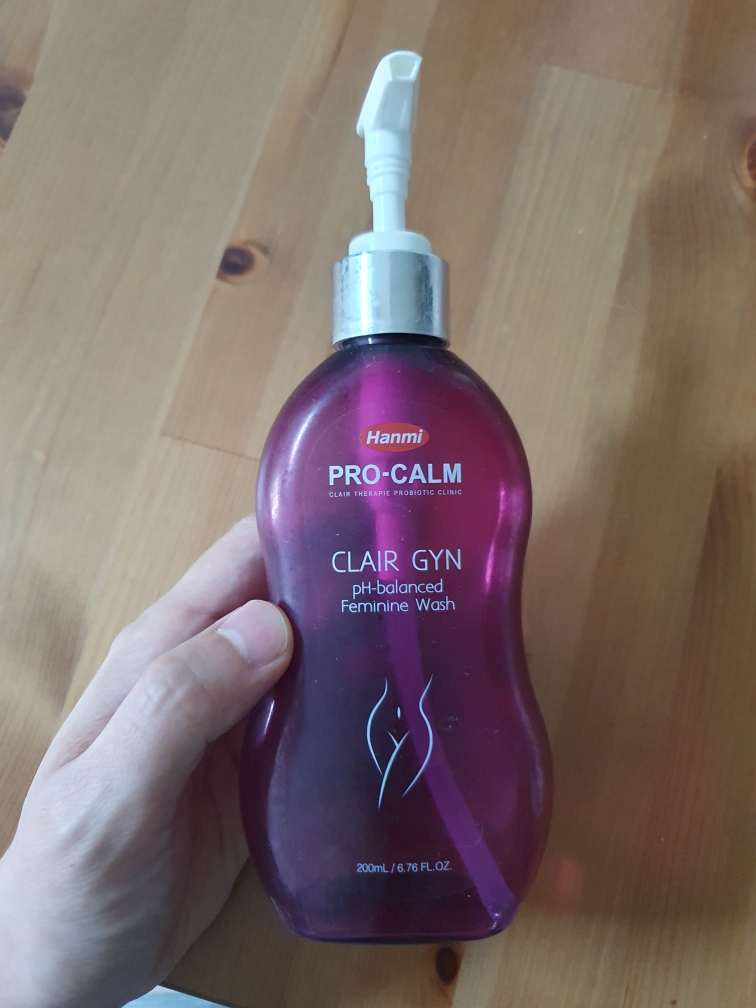 Hanmi
PRO-CALM
CLAIR THERAPIE PROBIOTIC CLINIC
CLAIR GYN
pH-balanced
Feminine Wash
200mL / 6.76 FL.OZ.